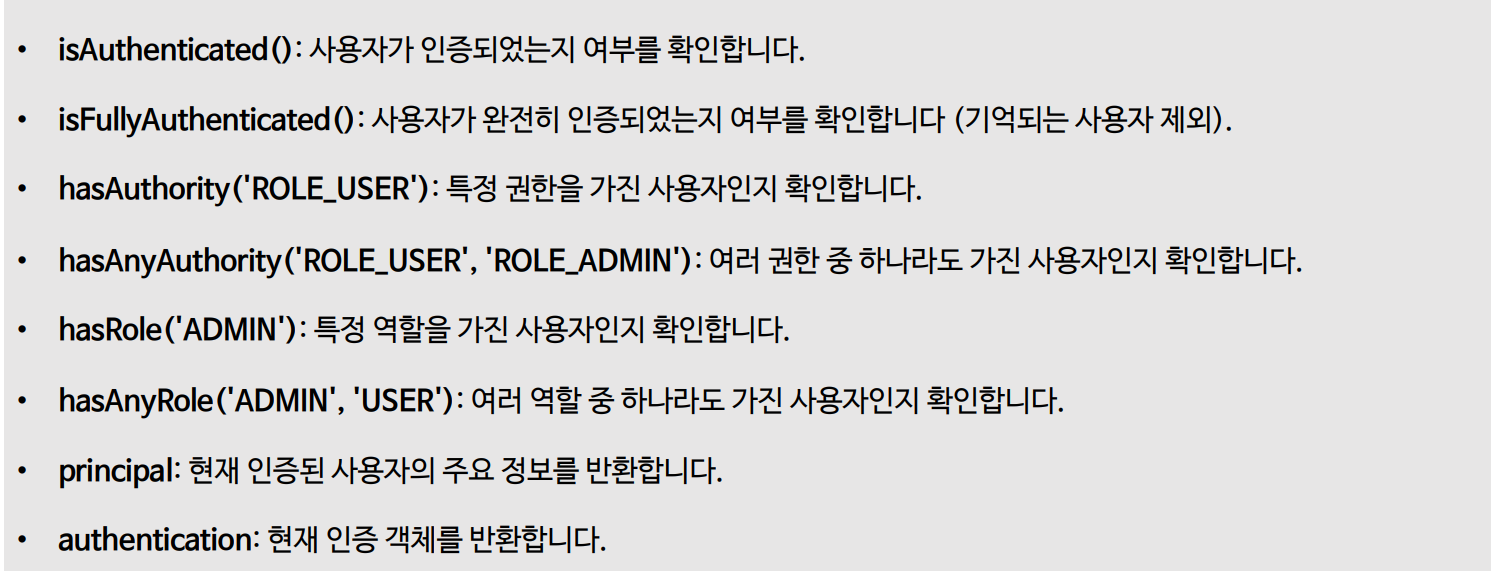 • isAuthenticated(): 사용자가 인증되었는지 여부를 확인합니다.
• isFullyAuthenticated(): 사용자가 완전히 인증되었는지 여부를 확인합니다 (기억되는 사용자 제외).
• hasAuthority('ROLE_USER'): 특정 권한을 가진 사용자인지 확인합니다.
• hasAnyAuthority('ROLE_USER', 'ROLE_ADMIN'): 여러 권한 중 하나라도 가진 사용자인지 확인합니다.
• hasRole('ADMIN'): 특정 역할을 가진 사용자인지 확인합니다.
• hasAnyRole('ADMIN', 'USER'): 여러 역할 중 하나라도 가진 사용자인지 확인합니다.
• principal: 현재 인증된 사용자의 주요 정보를 반환합니다.
• authentication: 현재 인증 객체를 반환합니다.